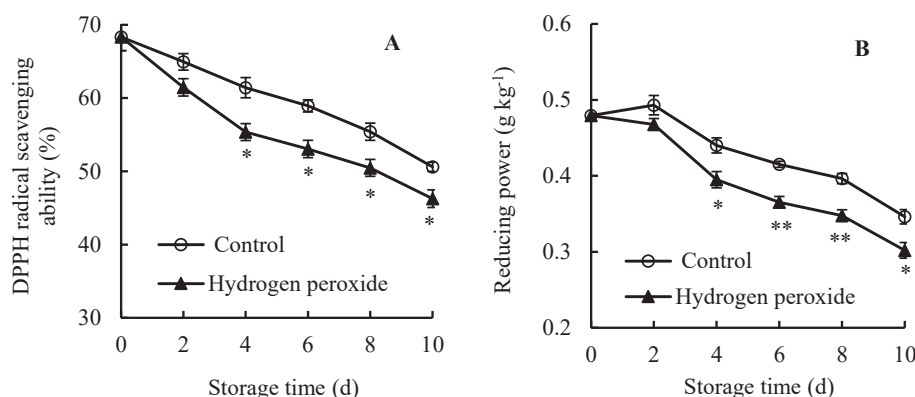 A
DPPH radical scavenging
ability (%)
70
60
50
40
30
*
*
*
*
Control
Hydrogen peroxide
0 2 4 6 8 10
Storage time (d)
B
Reducing power (g kg⁻¹)
0.6
0.5
0.4
0.3
0.2
*
**
**
*
Control
Hydrogen peroxide
0 2 4 6 8 10
Storage time (d)